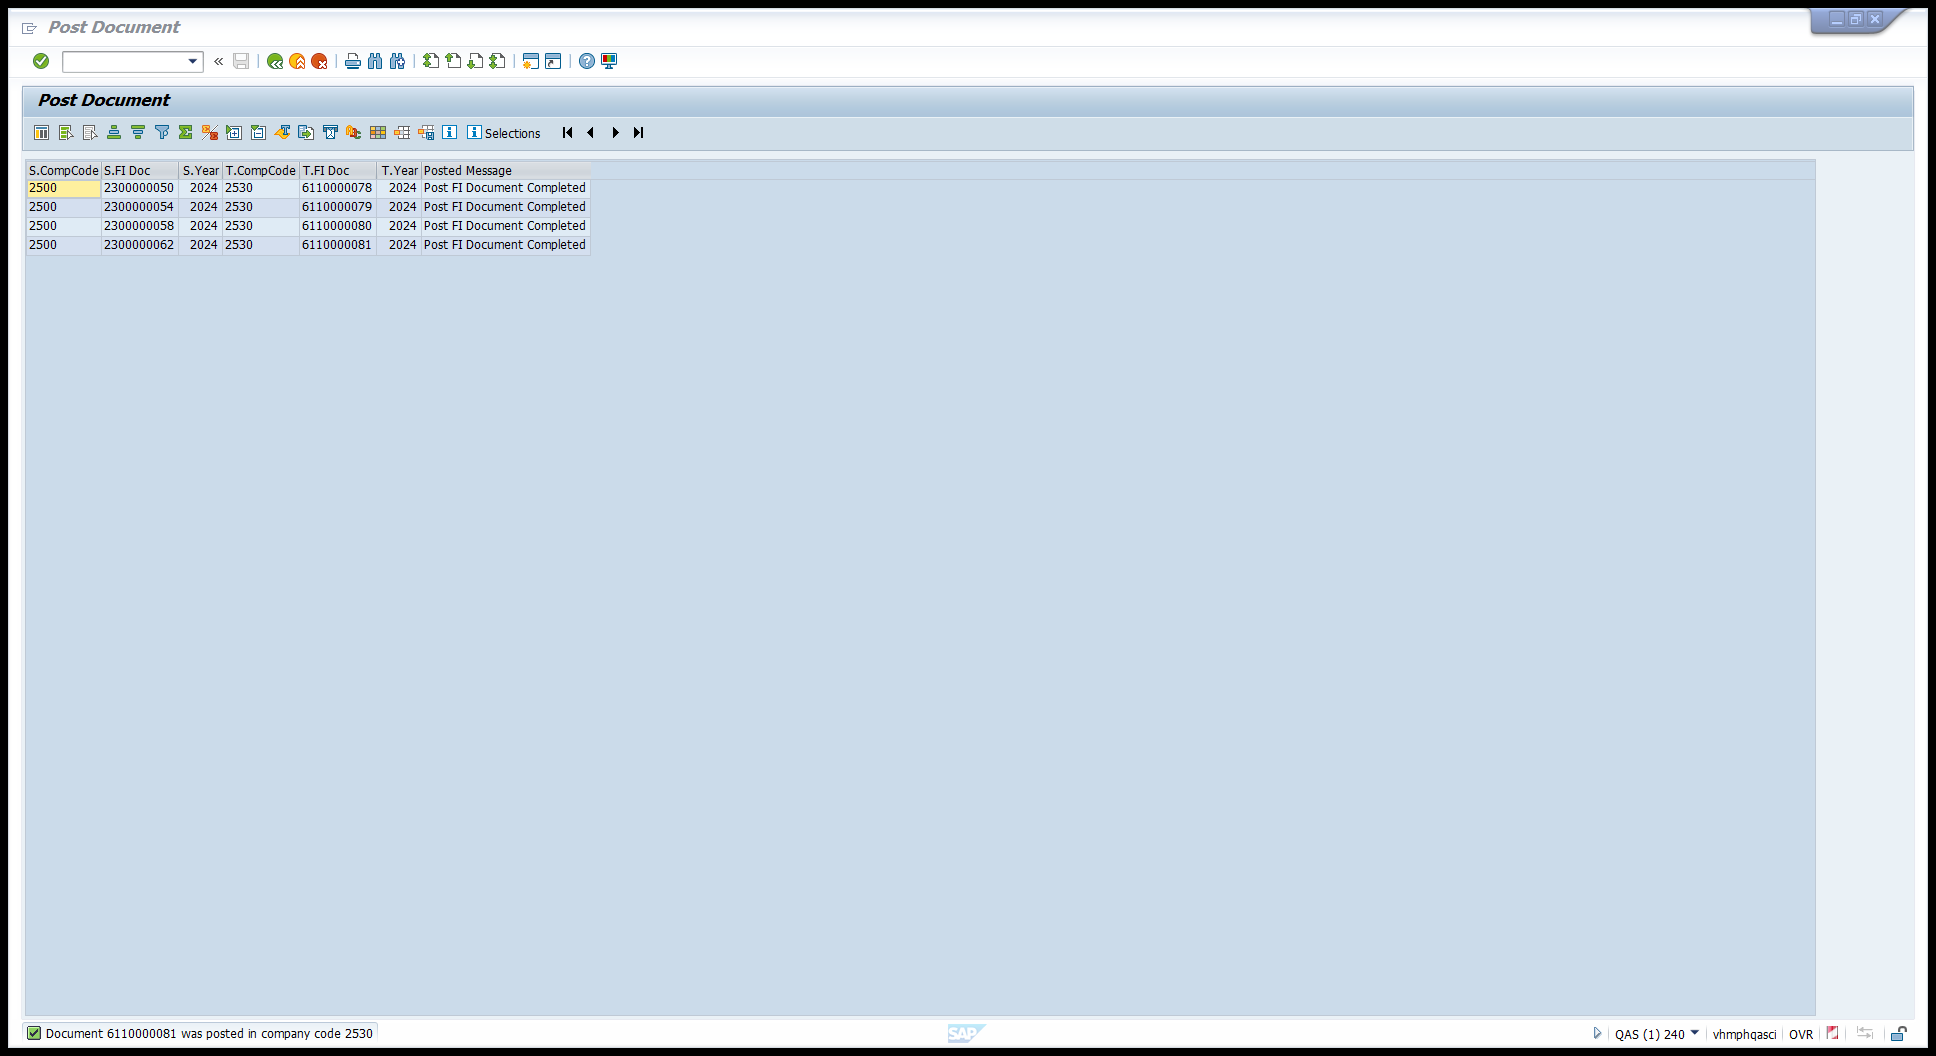 Post Document
Post Document
Selections
S.CompCode S.FI Doc S.Year T.CompCode T.FI Doc T.Year Posted Message
2500 2300000050 2024 2530 6110000078 2024 Post FI Document Completed
2500 2300000054 2024 2530 6110000079 2024 Post FI Document Completed
2500 2300000058 2024 2530 6110000080 2024 Post FI Document Completed
2500 2300000062 2024 2530 6110000081 2024 Post FI Document Completed
Document 6110000081 was posted in company code 2530 SAP QAS (1) 240 vhmphqasci OVR